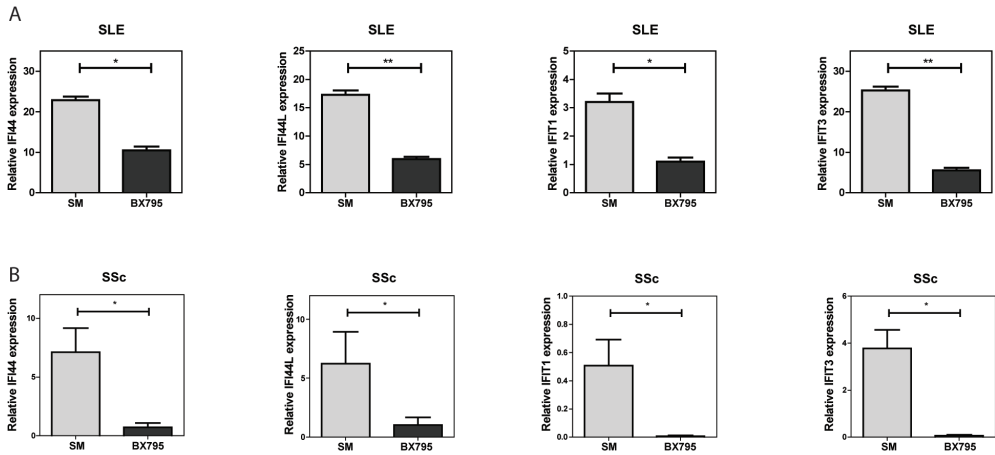 A
SLE
Relative IFI44 expression
30
20
10
0
*
SM
BX795
SLE
Relative IFI44L expression
25
20
15
10
5
0
**
SM
BX795
SLE
Relative IFIT1 expression
5
4
3
2
1
0
*
SM
BX795
SLE
Relative IFIT3 expression
30
20
10
0
**
SM
BX795
B
SSc
Relative IFI44 expression
10
5
0
*
SM
BX795
SSc
Relative IFI44L expression
10
5
0
*
SM
BX795
SSc
Relative IFIT1 expression
1.0
0.8
0.6
0.4
0.2
0.0
*
SM
BX795
SSc
Relative IFIT3 expression
6
4
2
0
*
SM
BX795